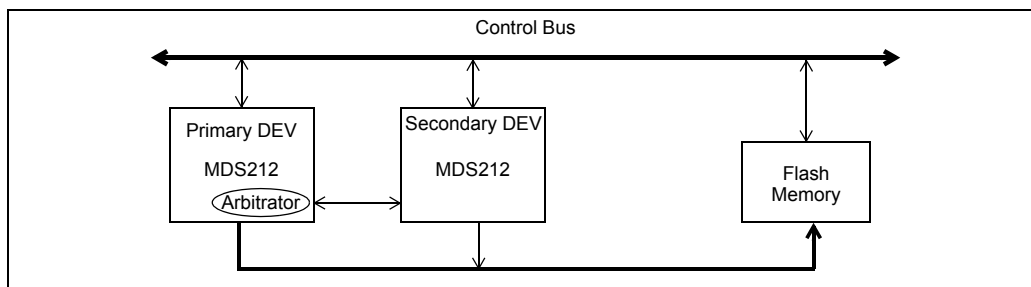 Control Bus
Primary DEV
MDS212
Arbitrator
Secondary DEV
MDS212
Flash
Memory